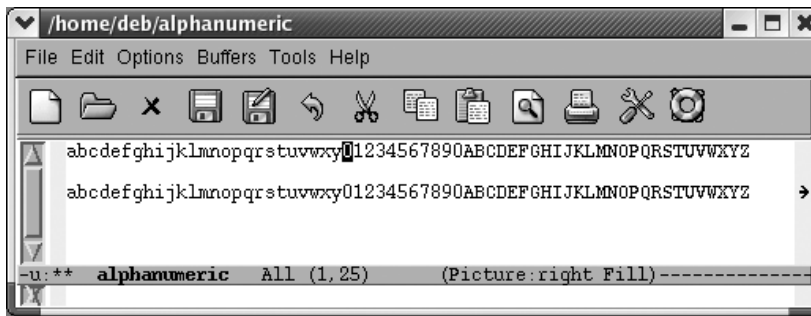 /home/deb/alphanumeric
File Edit Options Buffers Tools Help
abcdefghijklmnopqrstuvwxy01234567890ABCDEFGHIJKLMNOPQRSTUVWXYZ
abcdefghijklmnopqrstuvwxy01234567890ABCDEFGHIJKLMNOPQRSTUVWXYZ
-u:** alphanumeric All (1,25) (Picture:right Fill)--------------